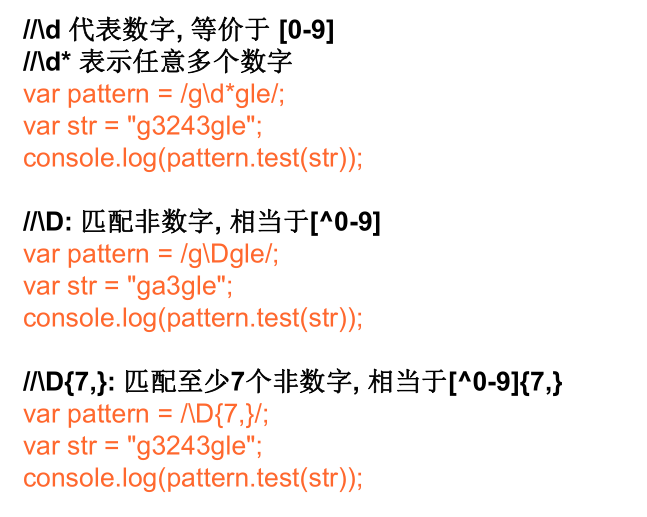 //\d 代表数字, 等价于 [0-9]
//\d* 表示任意多个数字
var pattern = /g\d*gle/;
var str = "g3243gle";
console.log(pattern.test(str));
//\D: 匹配非数字, 相当于[^0-9]
var pattern = /g\Dgle/;
var str = "ga3gle";
console.log(pattern.test(str));
//\D{7,}: 匹配至少7个非数字, 相当于[^0-9]{7,}
var pattern = /\D{7,}/;
var str = "g3243gle";
console.log(pattern.test(str));